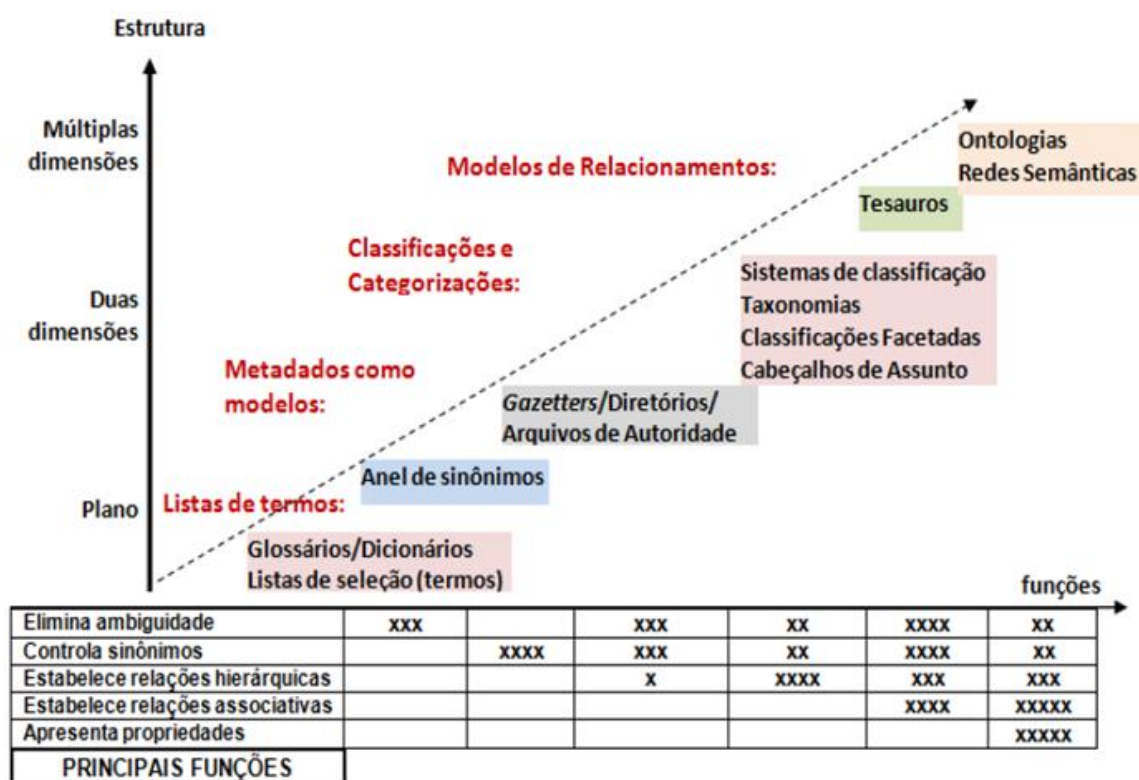 Estrutura
Múltiplas
dimensões
Ontologias
Redes Semânticas
Modelos de Relacionamentos:
Tesauros
Classificações e
Categorizações:
Sistemas de classificação
Taxonomias
Classificações Facetadas
Cabeçalhos de Assunto
Duas
dimensões
Metadados como
modelos:
Gazetters/Diretórios/
Arquivos de Autoridade
Anel de sinônimos
Plano
Listas de termos:
Glossários/Dicionários
Listas de seleção (termos)
funções
Elimina ambiguidade xxx xxx xx xxxx xx
Controla sinônimos xxxx xxx xx xxxx xx
Estabelece relações hierárquicas x xxxx xxx xxx
Estabelece relações associativas xxxx xxxxx
Apresenta propriedades xxxxx
PRINCIPAIS FUNÇÕES